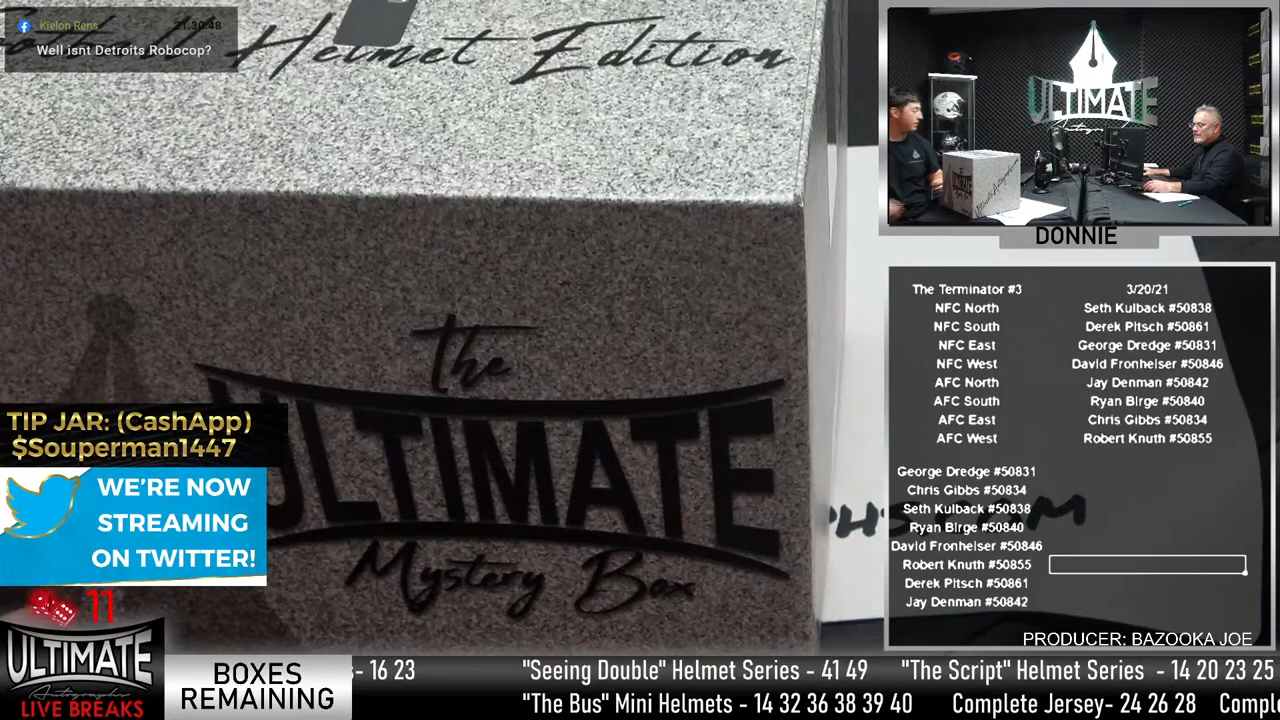 Kielon Rens
Well isnt Detroits Robocop?
Helmet Edition
The
ULTIMATE
Mystery Box
TIP JAR: (CashApp)
$Souperman1447
WE'RE NOW
STREAMING
ON TWITTER!
11
ULTIMATE
Autographs
LIVE BREAKS
BOXES
REMAINING
ULTIMATE
DONNIE
The Terminator #3 3/20/21
NFC North Seth Kulback #50838
NFC South Derek Pitsch #50861
NFC East George Dredge #50831
NFC West David Fronheiser #50846
AFC North Jay Denman #50842
AFC South Ryan Birge #50840
AFC East Chris Gibbs #50834
AFC West Robert Knuth #50855
George Dredge #50831
Chris Gibbs #50834
Seth Kulback #50838
Ryan Birge #50840
David Fronheiser #50846
Robert Knuth #50855
Derek Pitsch #50861
Jay Denman #50842
PRODUCER: BAZOOKA JOE
- 16 23 "Seeing Double" Helmet Series - 41 49 "The Script" Helmet Series - 14 20 23 25
"The Bus" Mini Helmets - 14 32 36 38 39 40 Complete Jersey- 24 26 28